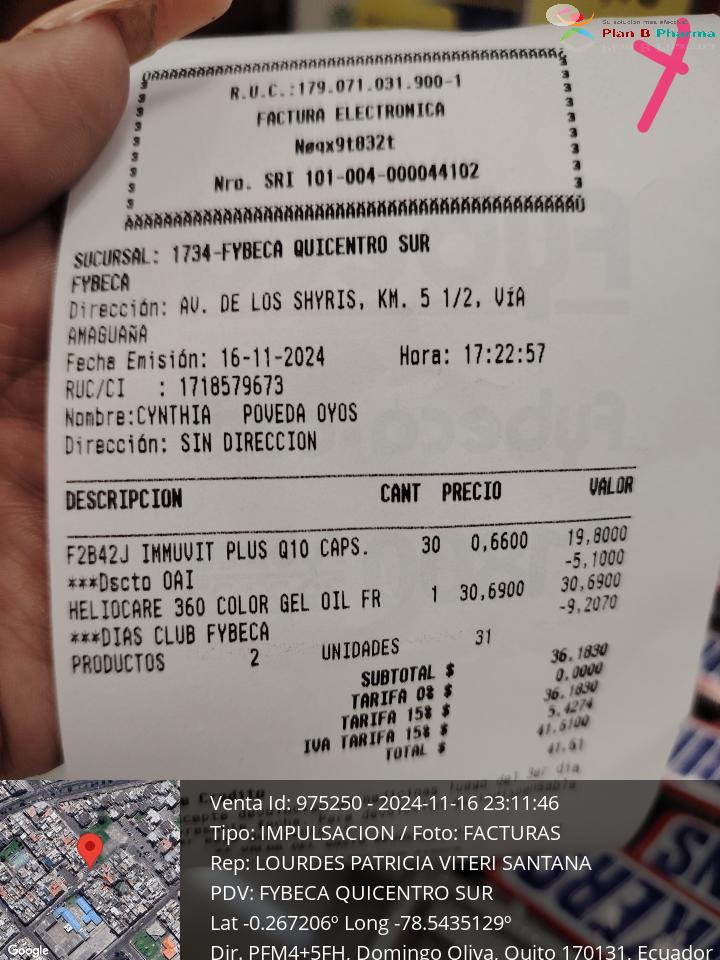 Su solucion mas efectiva
Plan B Pharma
7
R.U.C.:179.071.031.900-1
FACTURA ELECTRONICA
Nøqx9t832t
Nro. SRI 101-004-000044102
SUCURSAL: 1734-FYBECA QUICENTRO SUR
FYBECA
Dirección: AV. DE LOS SHYRIS, KM. 5 1/2, VíA
AMAGUAÑA
Fecha Emisión: 16-11-2024 Hora: 17:22:57
RUC/CI : 1718579673
Nombre:CYNTHIA POVEDA OYOS
Dirección: SIN DIRECCION
DESCRIPCION CANT PRECIO VALOR
F2B42J IMMUVIT PLUS Q10 CAPS. 30 0,6600 19,8000
***Dscto OAI -5,1000
HELIOCARE 360 COLOR GEL OIL FR 1 30,6900 30,6900
***DIAS CLUB FYBECA -9,2070
PRODUCTOS 2 UNIDADES 31
SUBTOTAL $ 36.1830
TARIFA 0% $ 0.0000
TARIFA 15% $ 36.1830
IVA TARIFA 15% $ 5.4274
TOTAL $ 41.6100
41.61
Venta Id: 975250 - 2024-11-16 23:11:46
Tipo: IMPULSACION / Foto: FACTURAS
Rep: LOURDES PATRICIA VITERI SANTANA
PDV: FYBECA QUICENTRO SUR
Lat -0.267206º Long -78.5435129º
Dir. PFM4+5FH, Domingo Oliva, Quito 170131, Ecuador
Google